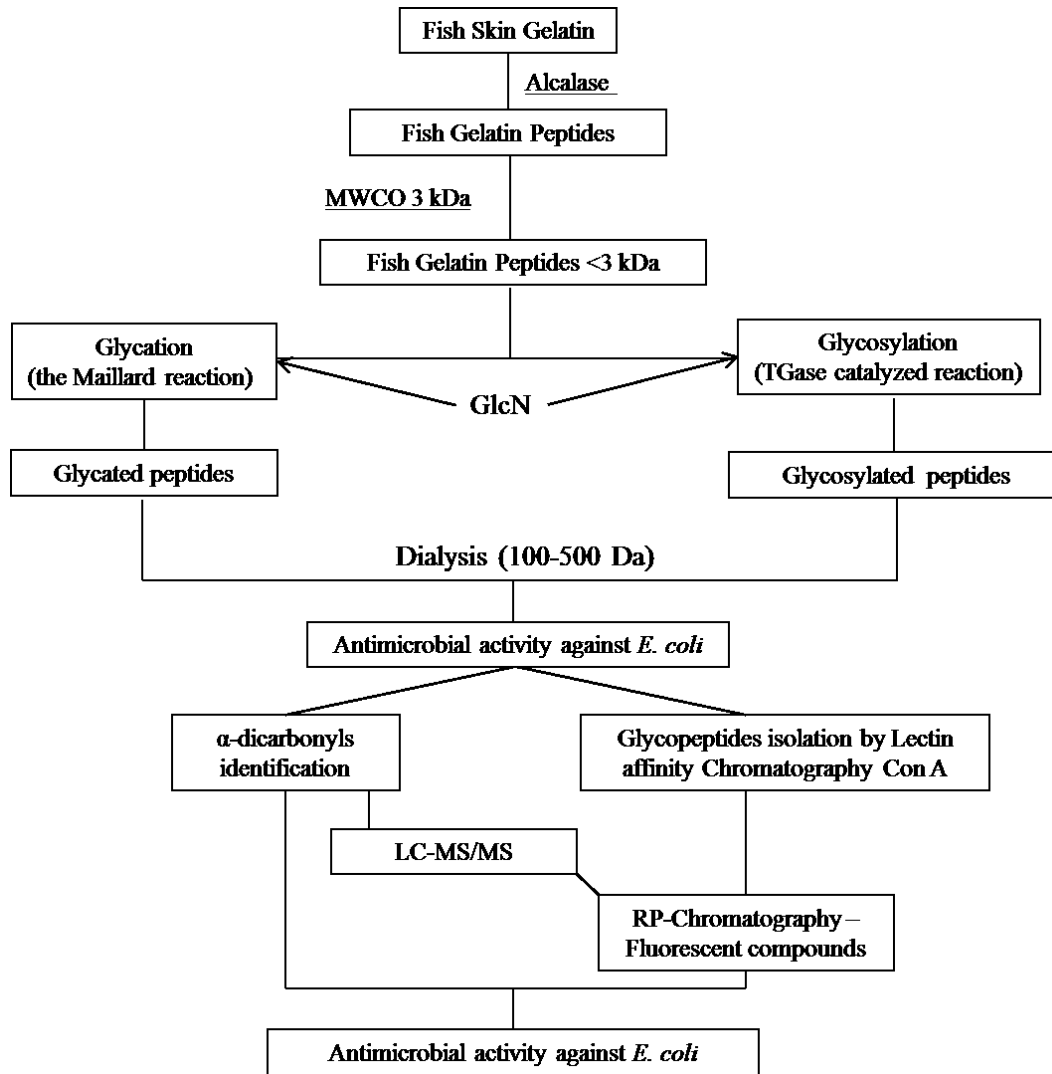 Fish Skin Gelatin
Alcalase
Fish Gelatin Peptides
MWCO 3 kDa
Fish Gelatin Peptides <3 kDa
Glycation
(the Maillard reaction)
Glycosylation
(TGase catalyzed reaction)
GlcN
Glycated peptides
Glycosylated peptides
Dialysis (100-500 Da)
Antimicrobial activity against E. coli
α-dicarbonyls
identification
Glycopeptides isolation by Lectin
affinity Chromatography Con A
LC-MS/MS
RP-Chromatography –
Fluorescent compounds
Antimicrobial activity against E. coli